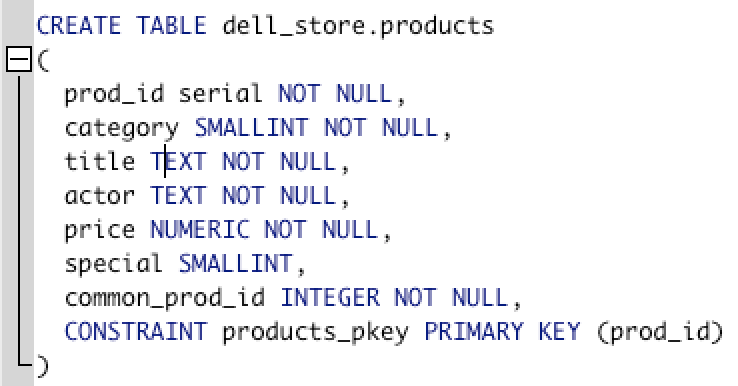 CREATE TABLE dell_store.products
(
prod_id serial NOT NULL,
category SMALLINT NOT NULL,
title TEXT NOT NULL,
actor TEXT NOT NULL,
price NUMERIC NOT NULL,
special SMALLINT,
common_prod_id INTEGER NOT NULL,
CONSTRAINT products_pkey PRIMARY KEY (prod_id)
)